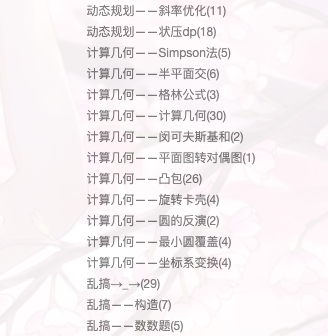 动态规划——斜率优化(11)
动态规划——状压dp(18)
计算几何——Simpson法(5)
计算几何——半平面交(6)
计算几何——格林公式(3)
计算几何——计算几何(30)
计算几何——闵可夫斯基和(2)
计算几何——平面图转对偶图(1)
计算几何——凸包(26)
计算几何——旋转卡壳(4)
计算几何——圆的反演(2)
计算几何——最小圆覆盖(4)
计算几何——坐标系变换(4)
乱搞→_→(29)
乱搞——构造(7)
乱搞——数数题(5)